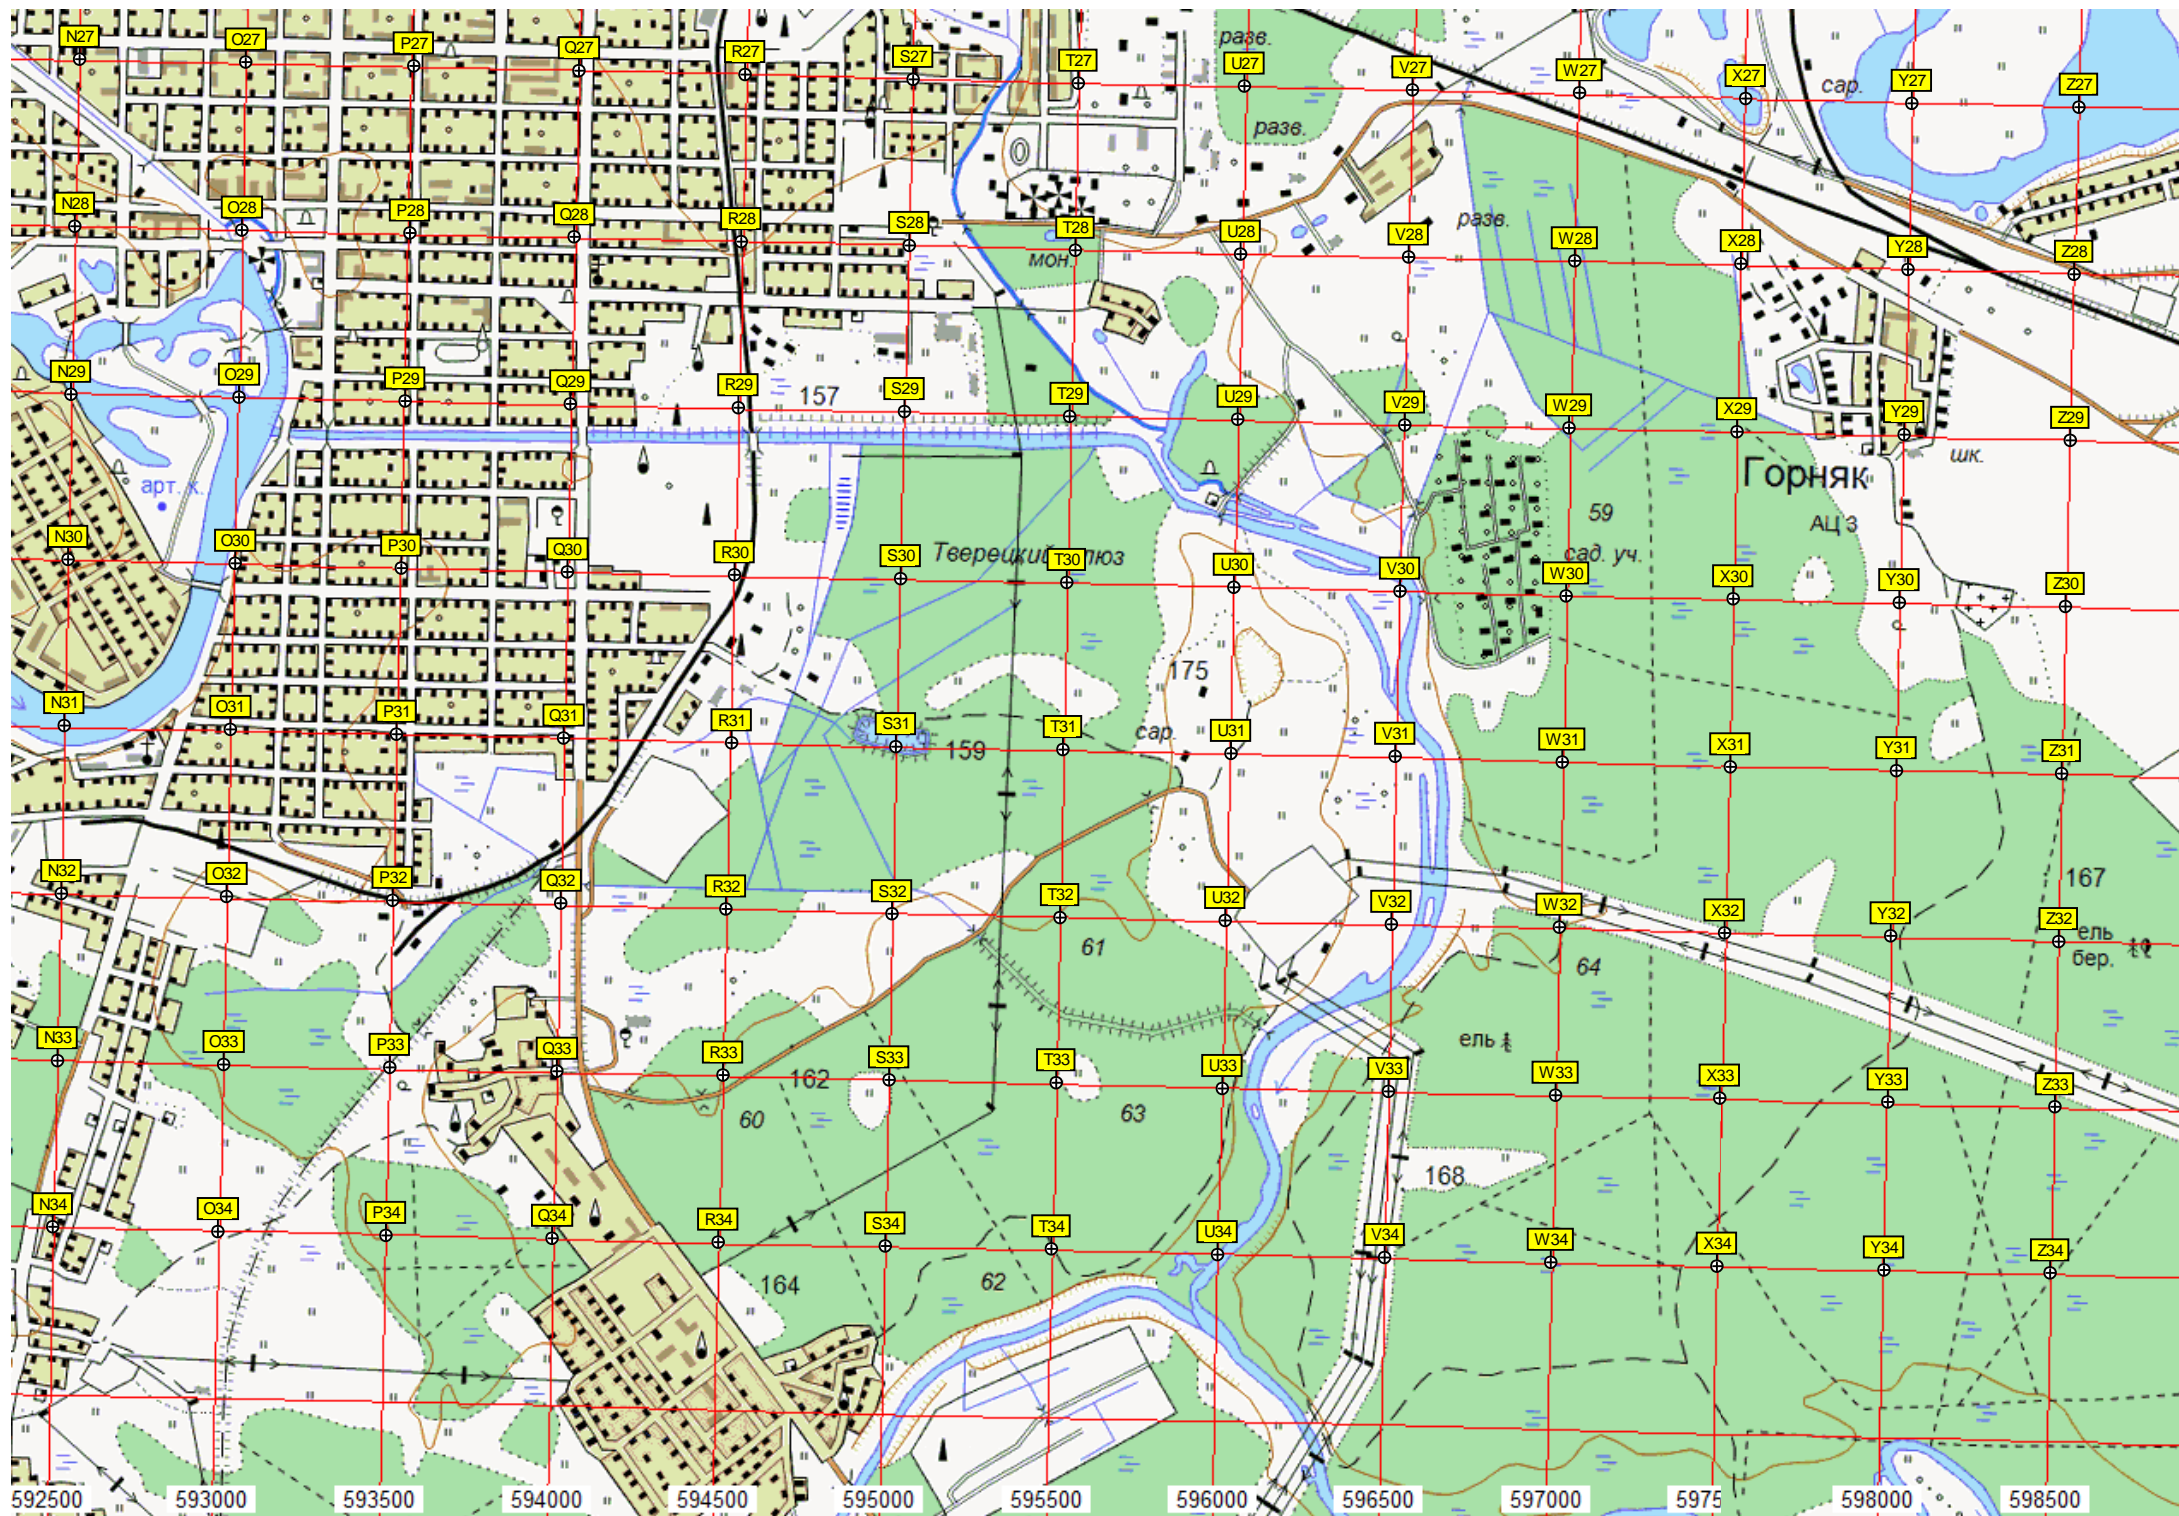 разв.
N27 O27 P27 Q27 R27 S27 T27 U27 V27 W27 X27 Y27 Z27
сар.
разв.
N28 O28 P28 Q28 R28 S28 T28 U28 V28 W28 X28 Y28 Z28
разв.
мон.
N29 O29 P29 Q29 R29 S29 T29 U29 V29 W29 X29 Y29 Z29
157
шк.
Горняк
арт. к.
59
АЦ 3
N30 O30 P30 Q30 R30 S30 T30 U30 V30 W30 X30 Y30 Z30
Тверецкий люз
сад. уч.
175
N31 O31 P31 Q31 R31 S31 T31 U31 V31 W31 X31 Y31 Z31
сар.
159
N32 O32 P32 Q32 R32 S32 T32 U32 V32 W32 X32 Y32 Z32
167
61
ель
бер.
64
ель
N33 O33 P33 Q33 R33 S33 T33 U33 V33 W33 X33 Y33 Z33
162
60
63
168
N34 O34 P34 Q34 R34 S34 T34 U34 V34 W34 X34 Y34 Z34
164
62
592500 593000 593500 594000 594500 595000 595500 596000 596500 597000 5975 598000 598500